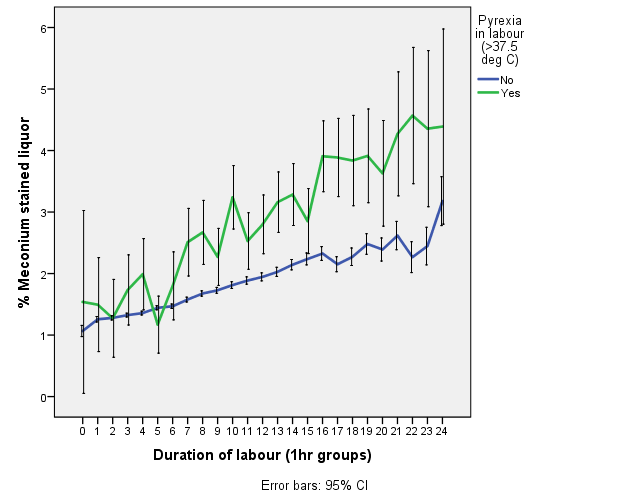 Pyrexia
in labour
(>37.5
deg C)
No
Yes
% Meconium stained liquor
6
5
4
3
2
1
0
0 1 2 3 4 5 6 7 8 9 10 11 12 13 14 15 16 17 18 19 20 21 22 23 24
Duration of labour (1hr groups)
Error bars: 95% CI